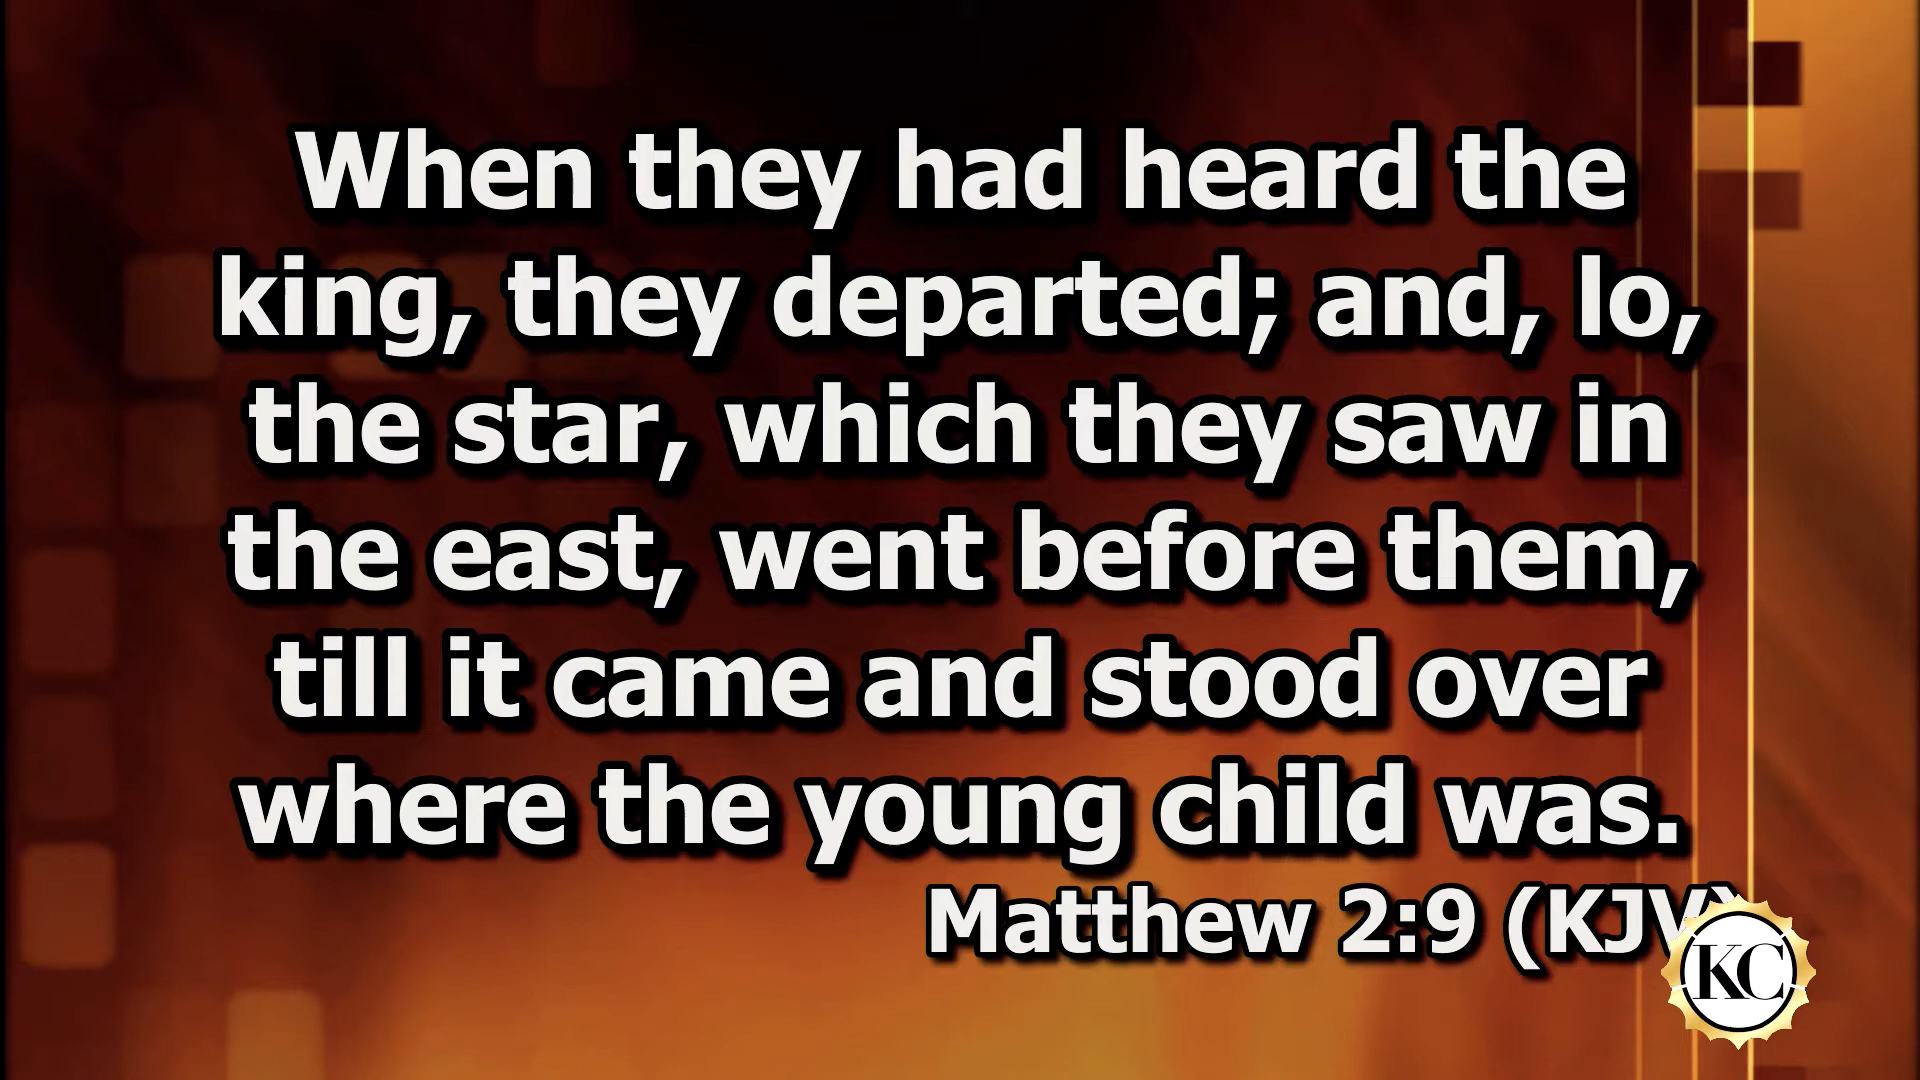 When they had heard the
king, they departed; and, lo,
the star, which they saw in
the east, went before them,
till it came and stood over
where the young child was.
Matthew 2:9 (KJV)
KC